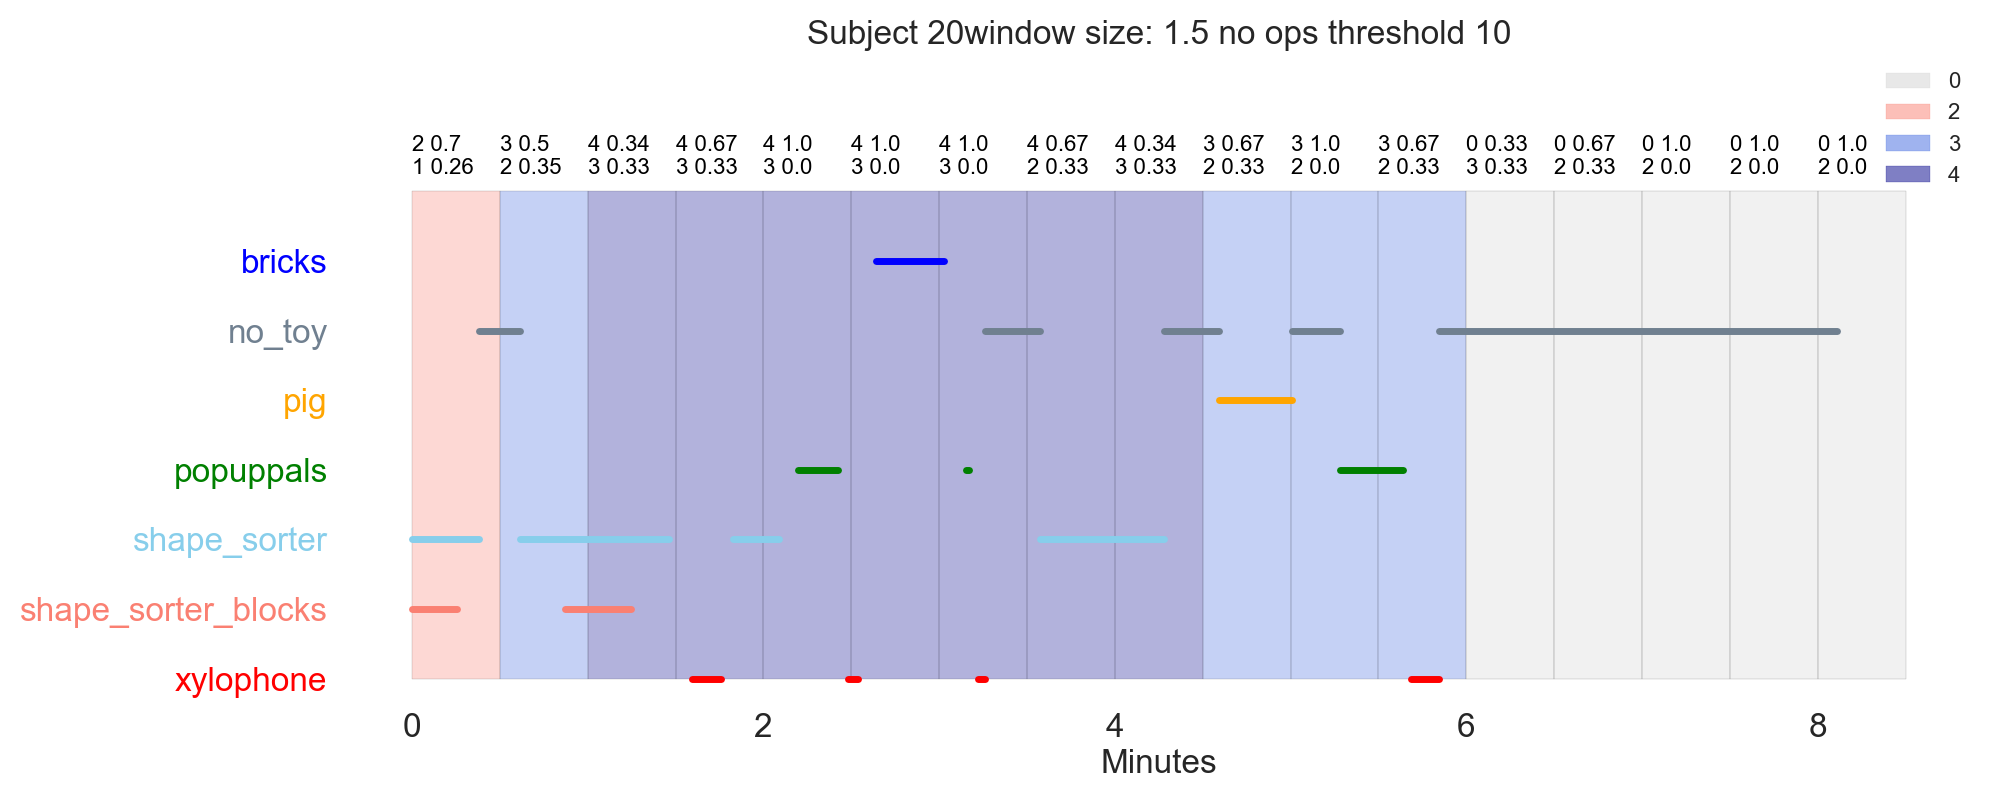 Subject 20window size: 1.5 no ops threshold 10
0
2
3
4
2 0.7 3 0.5 4 0.34 4 0.67 4 1.0 4 1.0 4 1.0 4 0.67 4 0.34 3 0.67 3 1.0 3 0.67 0 0.33 0 0.67 0 1.0 0 1.0 0 1.0
1 0.26 2 0.35 3 0.33 3 0.33 3 0.0 3 0.0 3 0.0 2 0.33 3 0.33 2 0.33 2 0.0 2 0.33 3 0.33 2 0.33 2 0.0 2 0.0 2 0.0
bricks
no_toy
pig
popuppals
shape_sorter
shape_sorter_blocks
xylophone
0 2 4 6 8
Minutes